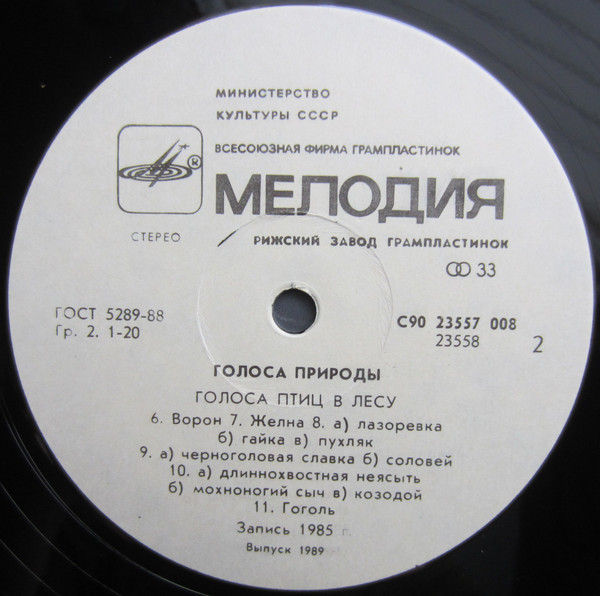 МИНИСТЕРСТВО
КУЛЬТУРЫ СССР
ВСЕСОЮЗНАЯ ФИРМА ГРАМПЛАСТИНОК
®
МЕЛОДИЯ
СТЕРЕО
РИЖСКИЙ ЗАВОД ГРАМПЛАСТИНОК
33
ГОСТ 5289-88
Гр. 2. 1-20
С90 23557 008
23558
2
ГОЛОСА ПРИРОДЫ
ГОЛОСА ПТИЦ В ЛЕСУ
6. Ворон 7. Желна 8. а) лазоревка
б) гайка в) пухляк
9. а) черноголовая славка б) соловей
10. а) длиннохвостная неясыть
б) мохноногий сыч в) козодой
11. Гоголь
Запись 1985 г.
Выпуск 1989